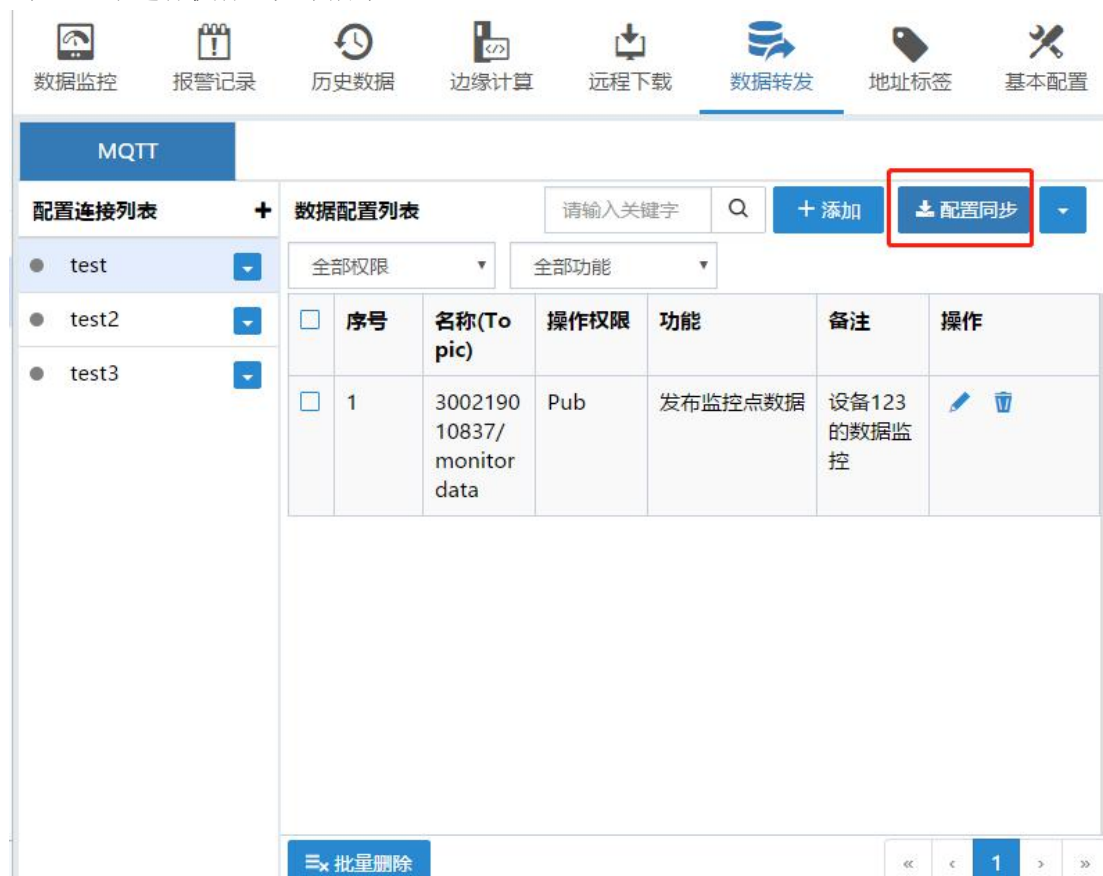 数据监控 报警记录 历史数据 边缘计算 远程下载 数据转发 地址标签 基本配置
MQTT
配置连接列表 +
test
test2
test3
数据配置列表 请输入关键字 +添加 配置同步
全部权限 全部功能
序号 名称(To 操作权限 功能 备注 操作
pic)
1 3002190 Pub 发布监控点数据 设备123
10837/ 的数据监
monitor 控
data
批量删除 « ‹ 1 › »